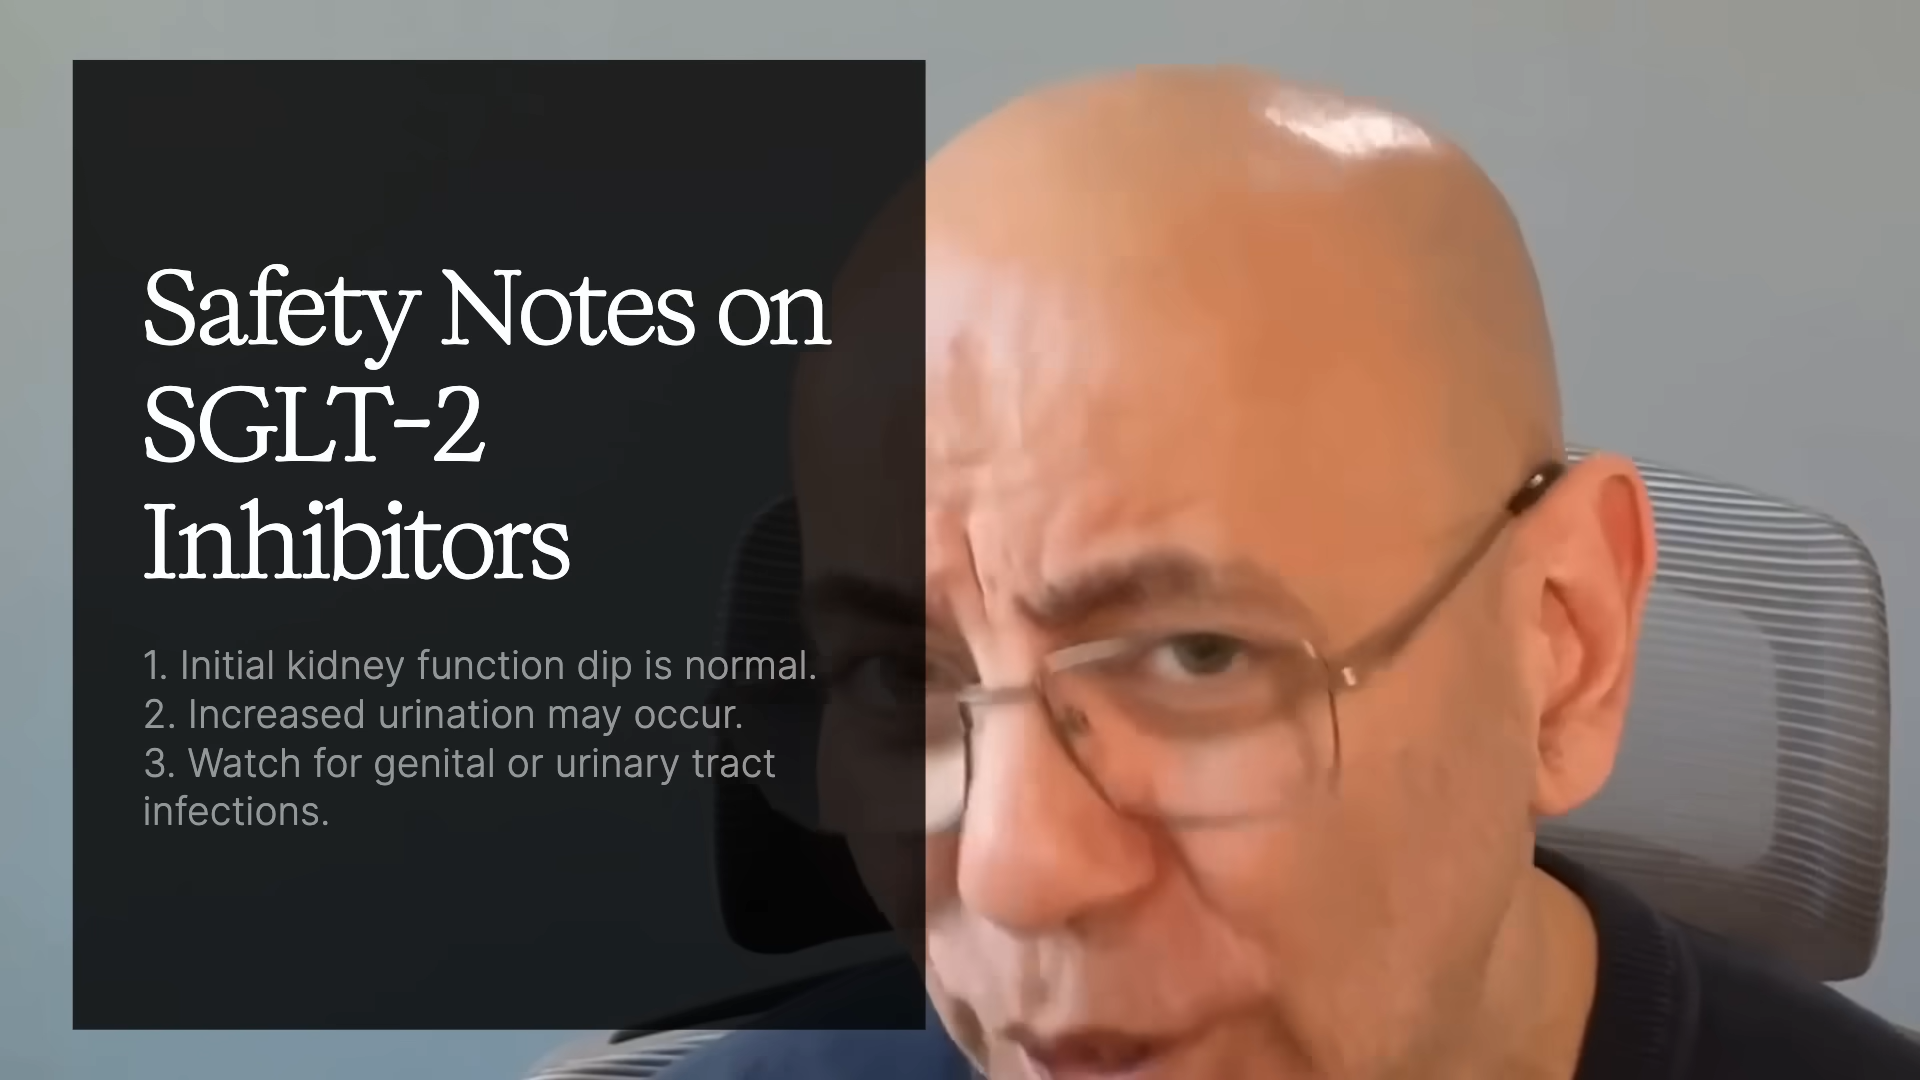 Safety Notes on
SGLT-2
Inhibitors
1. Initial kidney function dip is normal.
2. Increased urination may occur.
3. Watch for genital or urinary tract
infections.